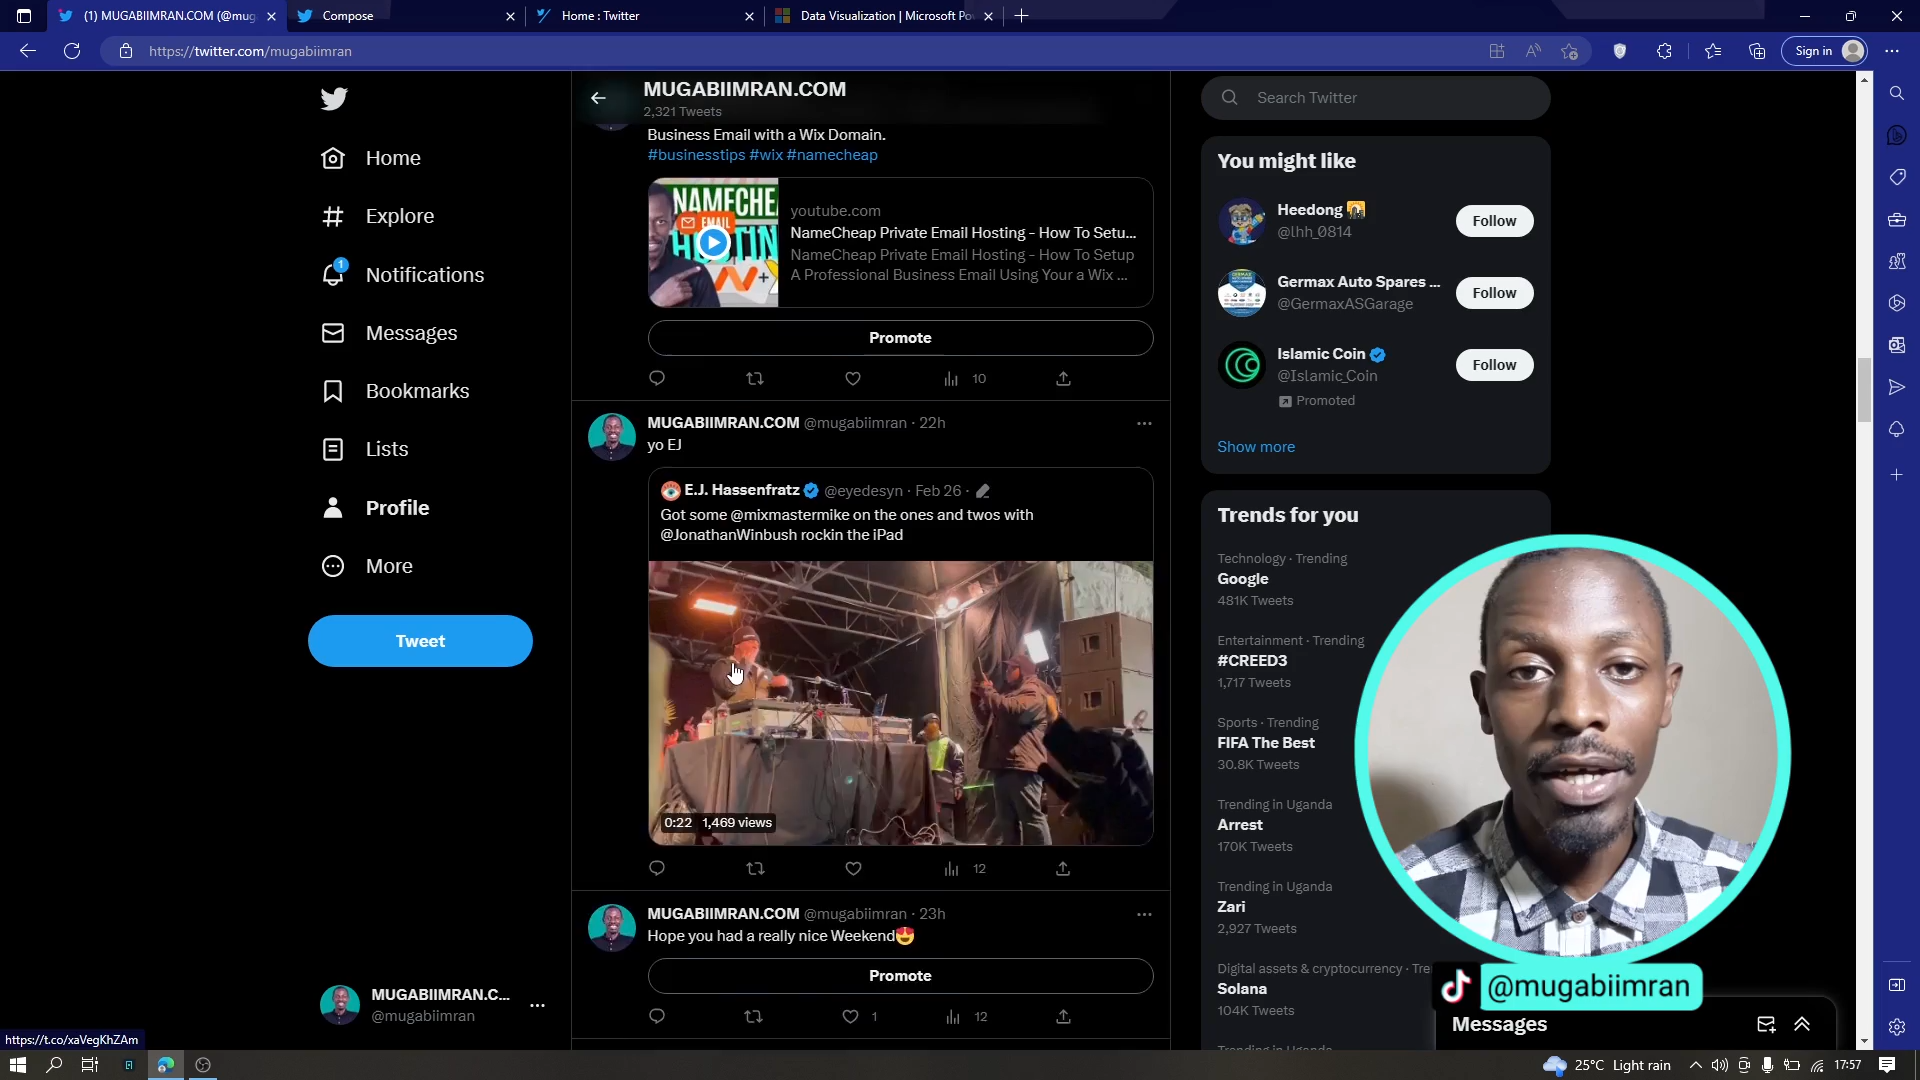 (1) MUGABIIMRAN.COM (@mug
Compose
Home : Twitter
Data Visualization | Microsoft Po
https://twitter.com/mugabiimran
Sign in
Home
Explore
1
Notifications
Messages
Bookmarks
Lists
Profile
More
Tweet
MUGABIIMRAN.C...
@mugabiimran
MUGABIIMRAN.COM
2,321 Tweets
Business Email with a Wix Domain.
#businesstips #wix #namecheap
NAMECHE
EMAIL
HOSTIN
youtube.com
NameCheap Private Email Hosting - How To Setu...
NameCheap Private Email Hosting - How To Setup
A Professional Business Email Using Your a Wix ...
Promote
10
MUGABIIMRAN.COM @mugabiimran · 22h
yo EJ
E.J. Hassenfratz @eyedesyn · Feb 26 ·
Got some @mixmastermike on the ones and twos with
@JonathanWinbush rockin the iPad
0:22 1,469 views
12
MUGABIIMRAN.COM @mugabiimran · 23h
Hope you had a really nice Weekend😍
Promote
1 12
Search Twitter
You might like
Heedong
@lhh_0814
Follow
Germax Auto Spares ...
@GermaxASGarage
Follow
Islamic Coin
@Islamic_Coin
Follow
Promoted
Show more
Trends for you
Technology · Trending
Google
481K Tweets
Entertainment · Trending
#CREED3
1,717 Tweets
Sports · Trending
FIFA The Best
30.8K Tweets
Trending in Uganda
Arrest
170K Tweets
Trending in Uganda
Zari
2,927 Tweets
Digital assets & cryptocurrency · Tre
Solana
104K Tweets
Trending in Uganda
@mugabiimran
Messages
https://t.co/xaVegKhZAm
25°C Light rain
17:57